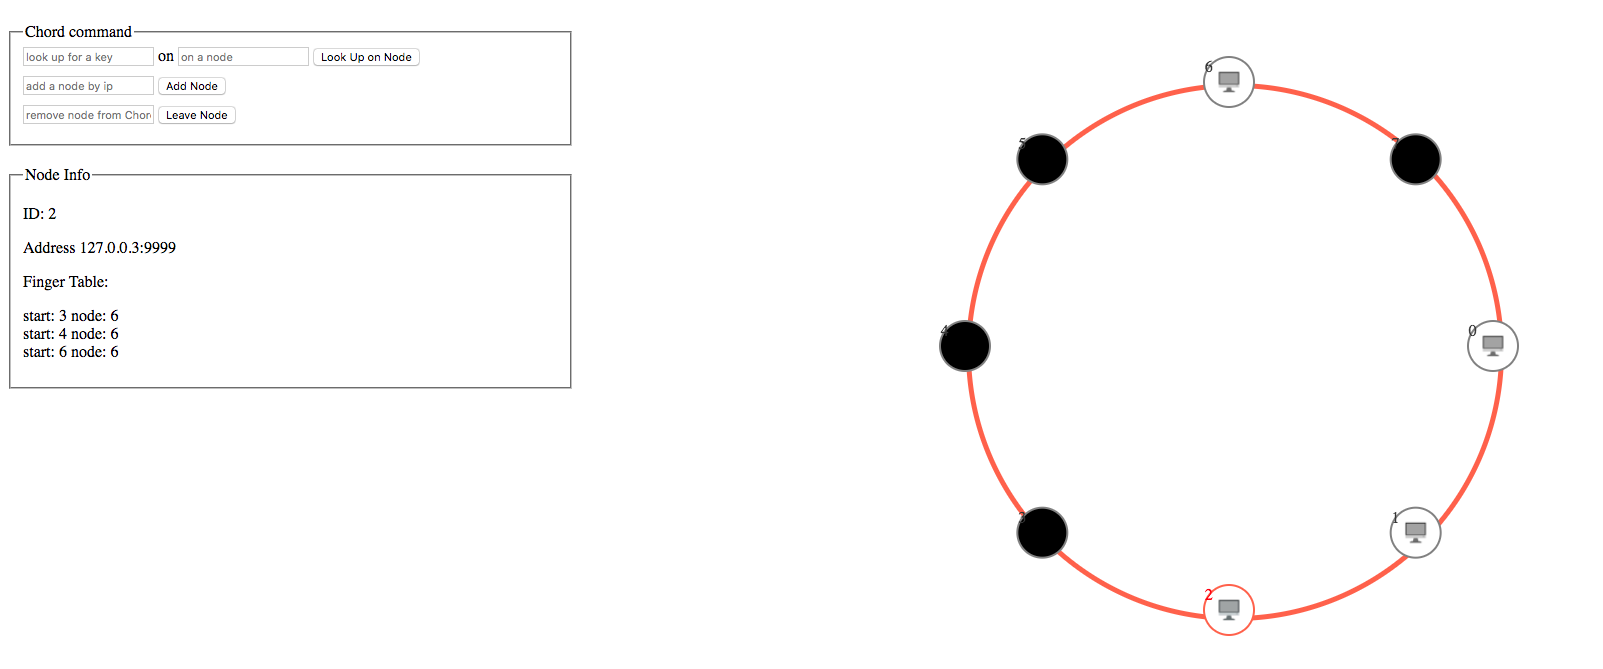 Chord command
look up for a key on on a node Look Up on Node
add a node by ip Add Node
remove node from Chor Leave Node
Node Info
ID: 2
Address 127.0.0.3:9999
Finger Table:
start: 3 node: 6
start: 4 node: 6
start: 6 node: 6
6
5
4
0
1
2